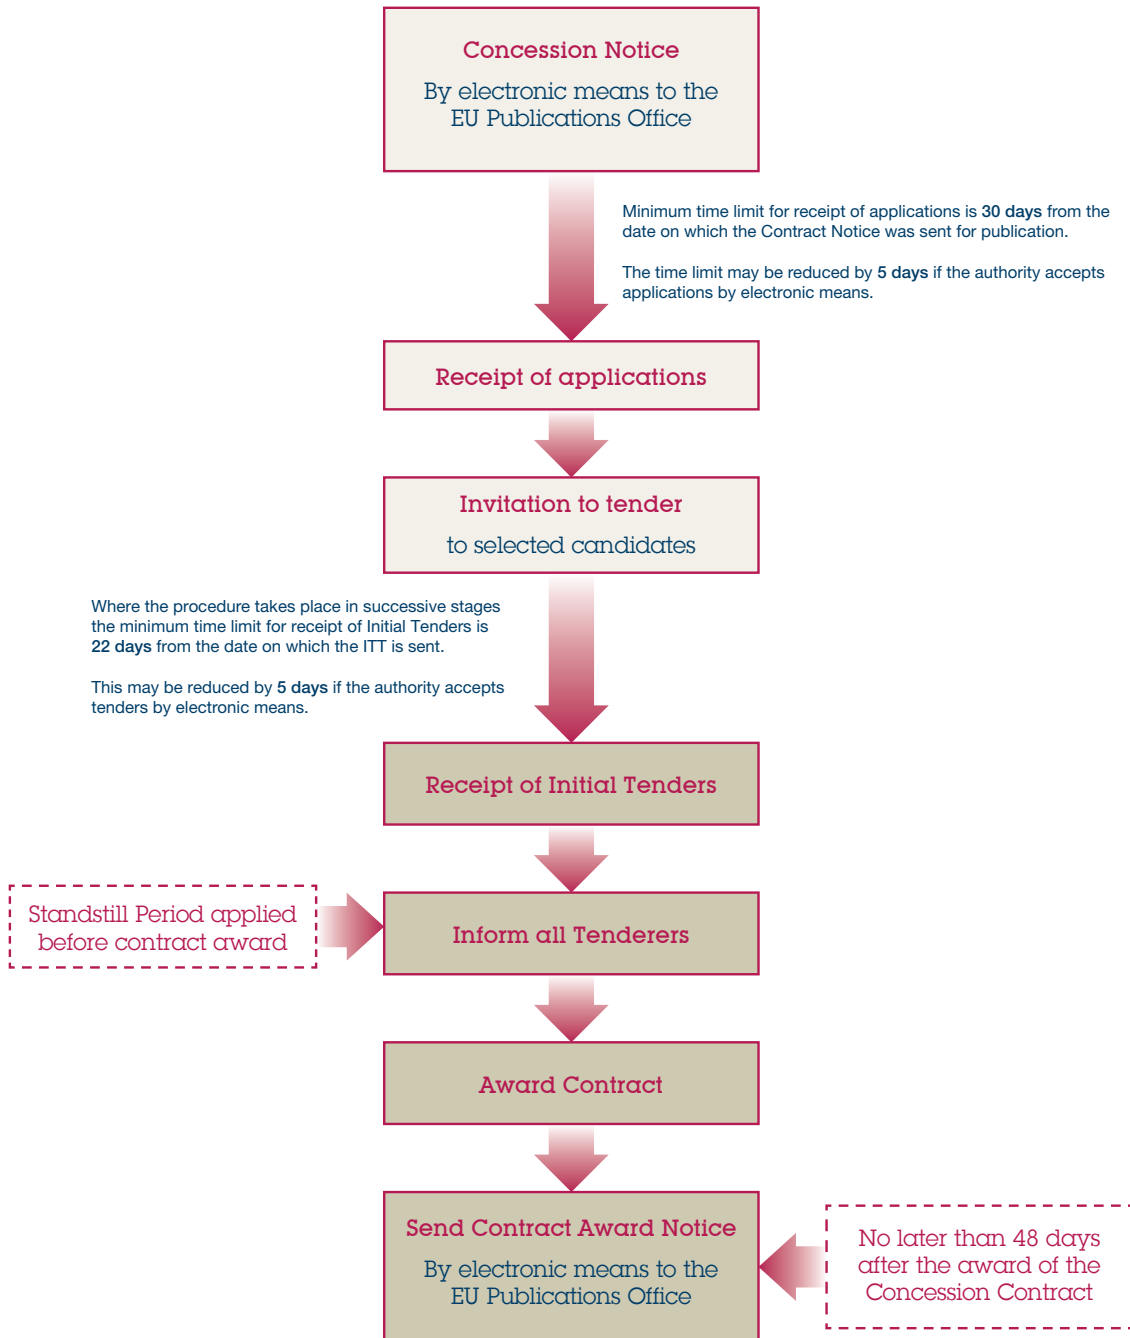 Concession Notice
By electronic means to the
EU Publications Office
Minimum time limit for receipt of applications is 30 days from the
date on which the Contract Notice was sent for publication.
The time limit may be reduced by 5 days if the authority accepts
applications by electronic means.
Receipt of applications
Invitation to tender
to selected candidates
Where the procedure takes place in successive stages
the minimum time limit for receipt of Initial Tenders is
22 days from the date on which the ITT is sent.
This may be reduced by 5 days if the authority accepts
tenders by electronic means.
Receipt of Initial Tenders
Standstill Period applied
before contract award
Inform all Tenderers
Award Contract
Send Contract Award Notice
By electronic means to the
EU Publications Office
No later than 48 days
after the award of the
Concession Contract